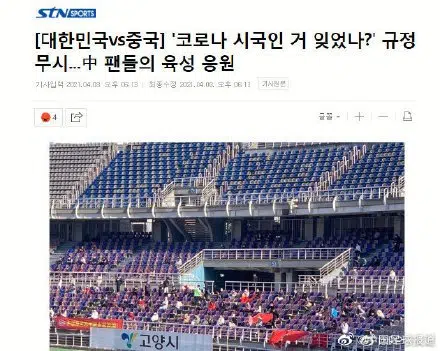 STN SPORTS
[대한민국vs중국] '코로나 시국인 거 잊었나?' 규정
무시...中 팬들의 육성 응원
기사입력 2021.04.08. 오후 06:13 최종수정 2021.04.08. 오후 06:13 기사원문
4
글꼴
고양시